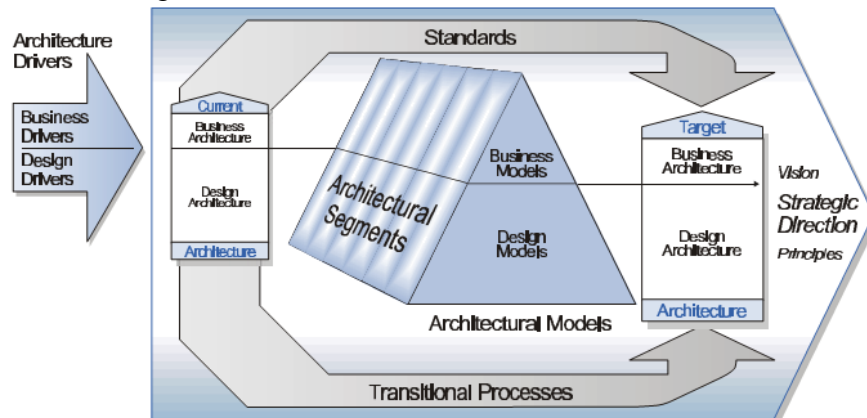 Architecture
Drivers
Business
Drivers
Design
Drivers
Standards
Current
Business
Architecture
Design
Architecture
Architecture
Architectural
Segments
Business
Models
Design
Models
Architectural Models
Target
Business
Architecture
Design
Architecture
Architecture
Vision
Strategic
Direction
Principles
Transitional Processes